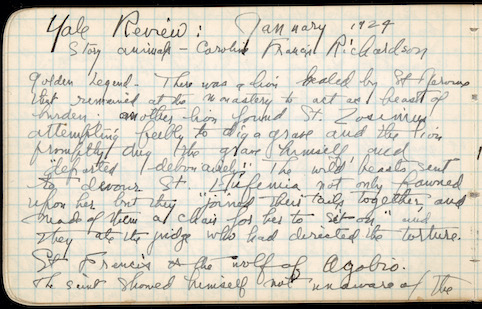 Yale Review: January 1924
Story animals - Caroline Francis Richardson
Golden Legend - There was a lion healed by St
that remained at the monastery to act as beast of
burden. another lion found St. Zosimus
attempting feebly to dig a grave and the lion
promptly dug the grave himself and
"departed debonairely". The wild beasts sent
to devour St. Eufemia not only fawned
upon her but they "joined their tails together and
made of them a chair for her to sit on" and
they ate the judge who had directed the torture.
St Francis & the wolf of Agobio.
The saint showed himself not unaware of the